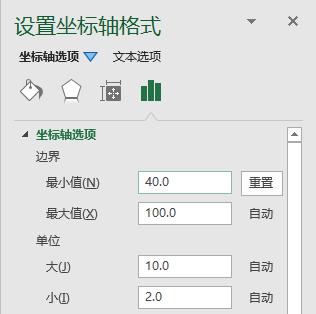 设置坐标轴格式
坐标轴选项 文本选项
坐标轴选项
边界
最小值(N) 40.0 重置
最大值(X) 100.0 自动
单位
大(J) 10.0 自动
小(I) 2.0 自动